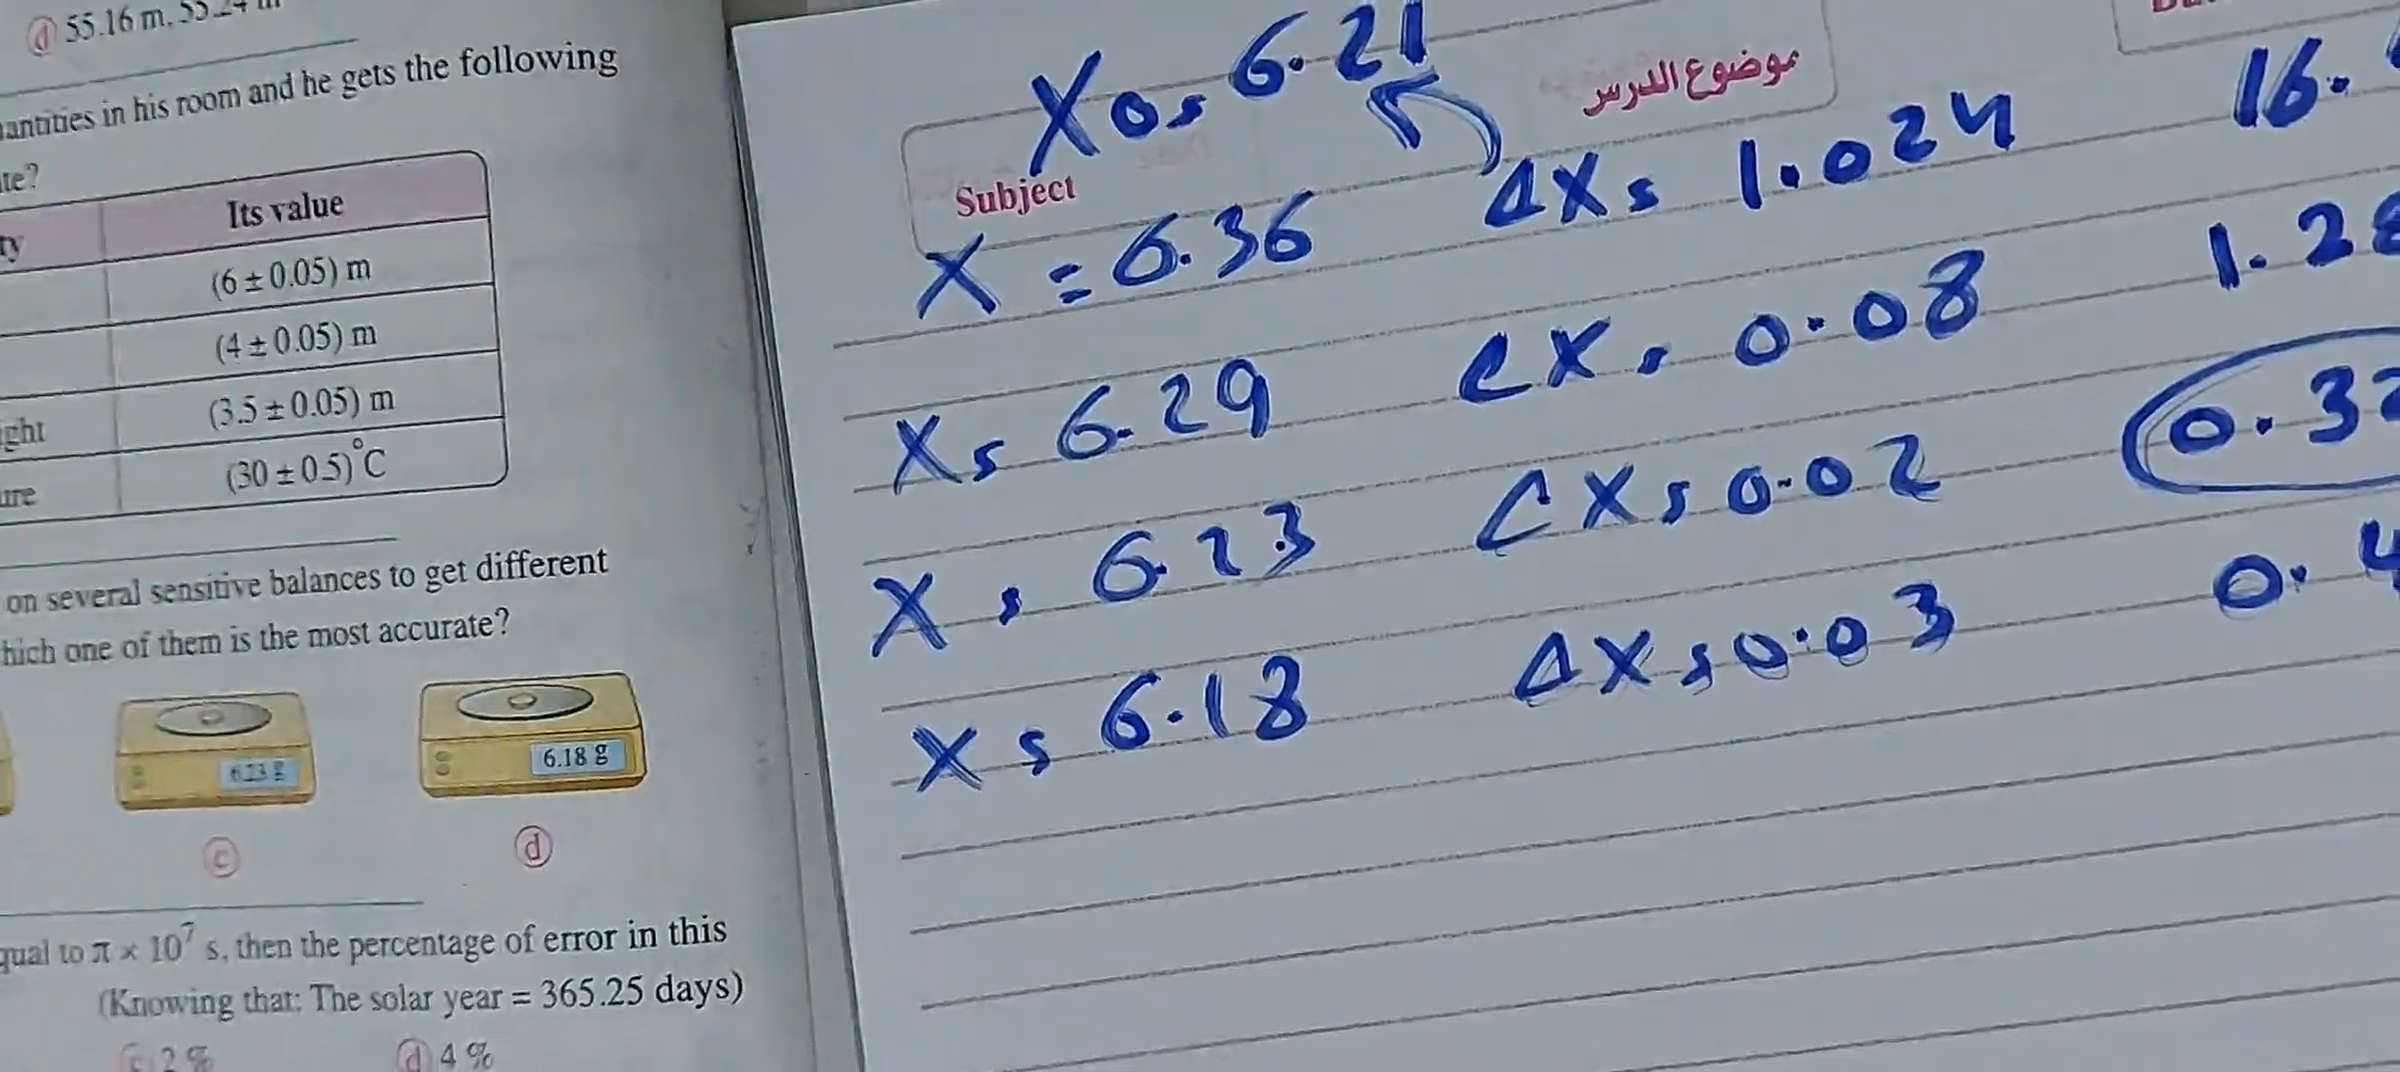 d 55.16 m, 55.24 m
antities in his room and he gets the following
te?
ty Its value
(6 ± 0.05) m
(4 ± 0.05) m
ght (3.5 ± 0.05) m
ure (30 ± 0.5)°C
on several sensitive balances to get different
hich one of them is the most accurate?
6.23 g
6.18 g
c d
qual to π × 10⁷ s, then the percentage of error in this
(Knowing that: The solar year = 365.25 days)
c 2 % d 4 %
موضوع الدرس
Subject
X₀ = 6.21
X = 6.36 ΔX = 1.024 16.
X = 6.29 ΔX = 0.08 1.28
X = 6.23 ΔX = 0.02 0.32
X = 6.18 ΔX = 0.03 0.4